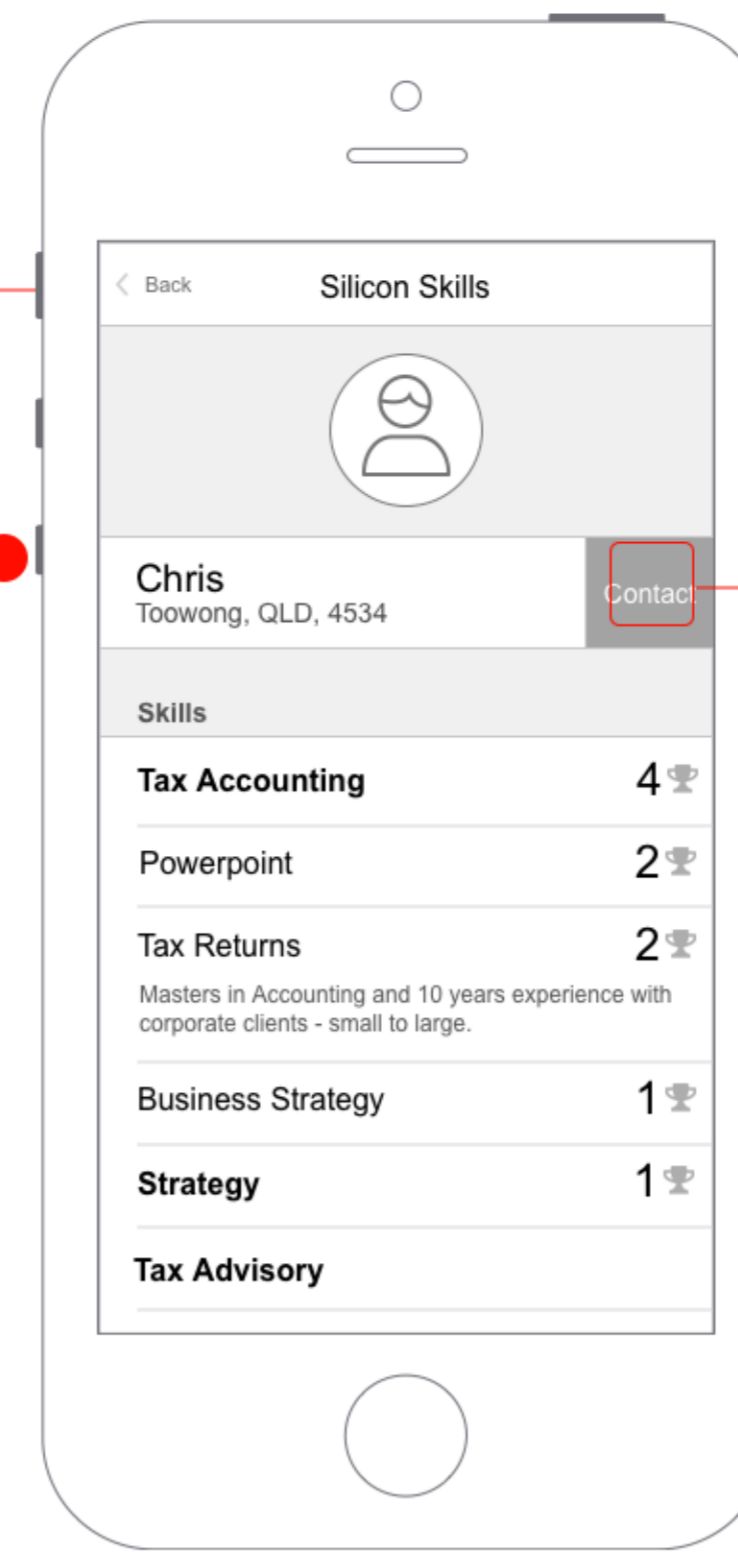 Back Silicon Skills
Chris
Toowong, QLD, 4534
Contact
Skills
Tax Accounting 4
Powerpoint 2
Tax Returns 2
Masters in Accounting and 10 years experience with
corporate clients - small to large.
Business Strategy 1
Strategy 1
Tax Advisory